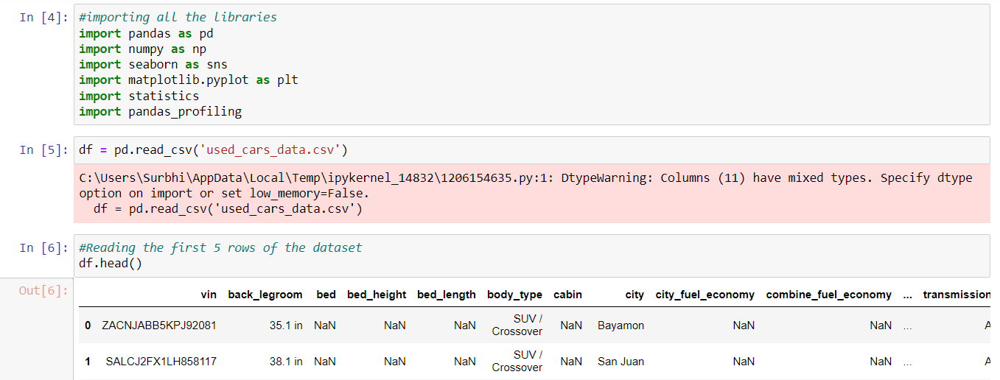 In [4]: #importing all the libraries
import pandas as pd
import numpy as np
import seaborn as sns
import matplotlib.pyplot as plt
import statistics
import pandas_profiling
In [5]: df = pd.read_csv('used_cars_data.csv')
C:\Users\Surbhi\AppData\Local\Temp\ipykernel_14832\1206154635.py:1: DtypeWarning: Columns (11) have mixed types. Specify dtype
option on import or set low_memory=False.
df = pd.read_csv('used_cars_data.csv')
In [6]: #Reading the first 5 rows of the dataset
df.head()
Out[6]:
vin back_legroom bed bed_height bed_length body_type cabin city city_fuel_economy combine_fuel_economy ... transmission
0 ZACNJABB5KPJ92081 35.1 in NaN NaN NaN SUV / Crossover NaN Bayamon NaN NaN ... A
1 SALCJ2FX1LH858117 38.1 in NaN NaN NaN SUV / Crossover NaN San Juan NaN NaN ... A